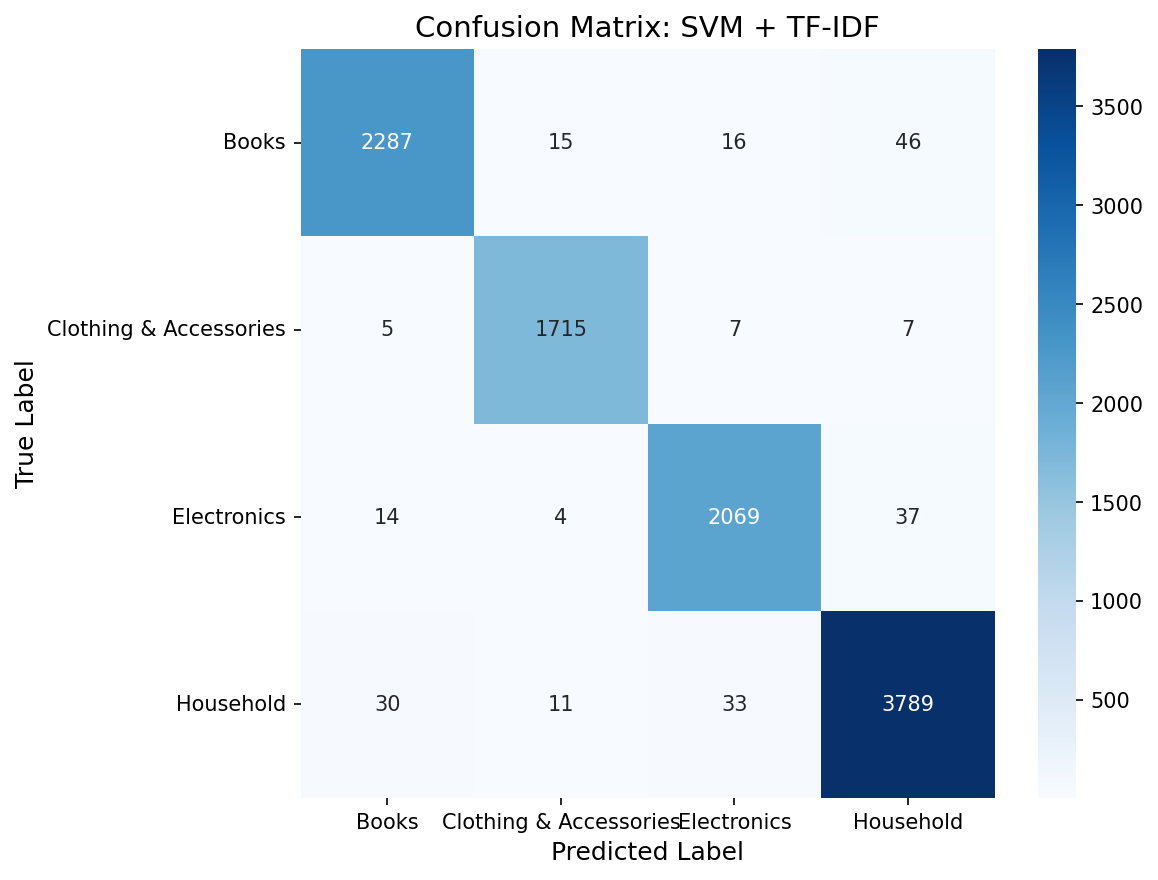 Confusion Matrix: SVM + TF-IDF
True Label
Books
2287 15 16 46
Clothing & Accessories
5 1715 7 7
Electronics
14 4 2069 37
Household
30 11 33 3789
Books Clothing & Accessories Electronics Household
Predicted Label
3500
3000
2500
2000
1500
1000
500